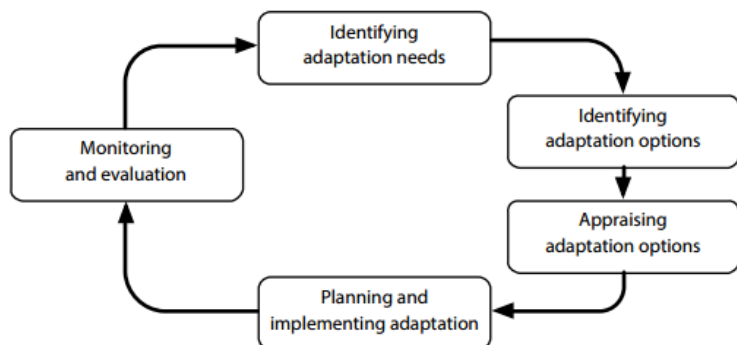 Identifying
adaptation needs
Identifying
adaptation options
Appraising
adaptation options
Planning and
implementing adaptation
Monitoring
and evaluation